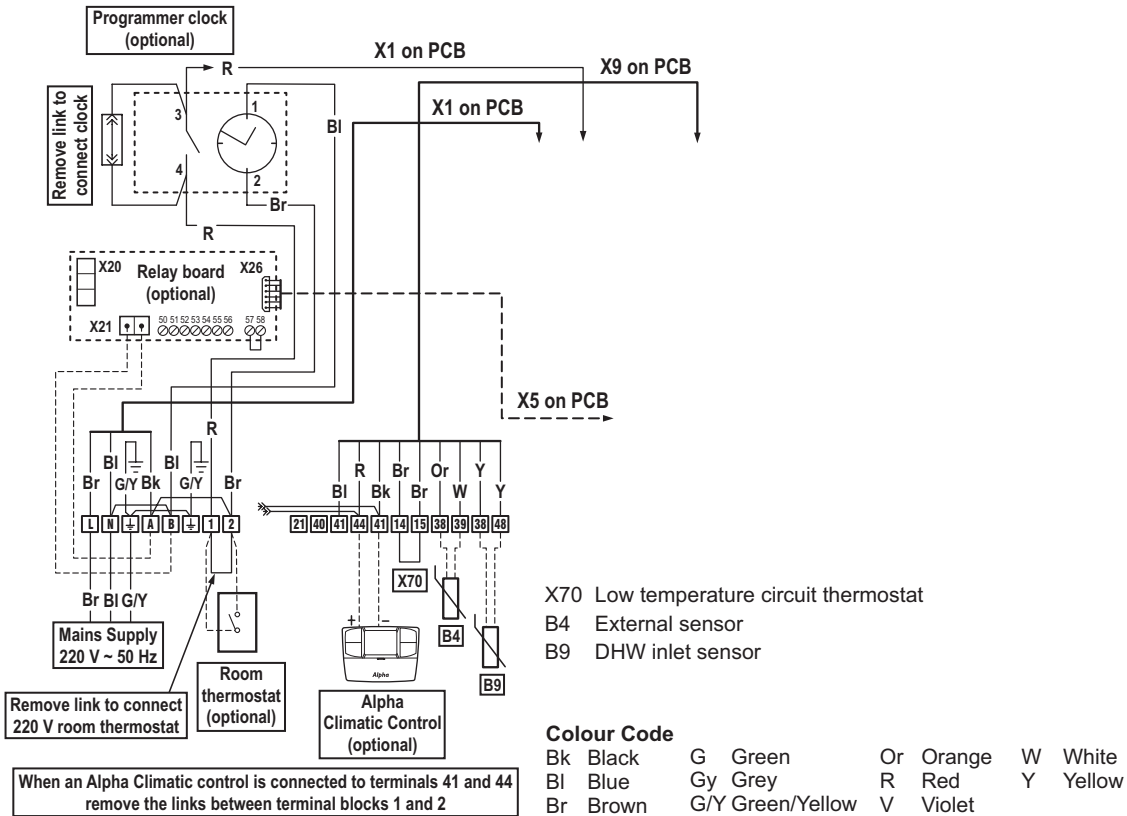 Programmer clock
(optional)
X1 on PCB
R
X9 on PCB
X1 on PCB
Remove link to
connect clock
3
1
Bl
4
2
Br
R
X20
Relay board
(optional)
X26
X21
50 51 52 53 54 55 56 57 58
X5 on PCB
R
Bl Bl R Br Or Y
Br G/Y Bk G/Y Br Bl Bk Br W Y
L N A B 1 2 21 40 41 44 41 14 15 38 39 38 48
X70
Br Bl G/Y
Mains Supply
220 V ~ 50 Hz
+ −
B4
B9
Alpha
Room
thermostat
(optional)
Remove link to connect
220 V room thermostat
Alpha
Climatic Control
(optional)
When an Alpha Climatic control is connected to terminals 41 and 44
remove the links between terminal blocks 1 and 2
X70 Low temperature circuit thermostat
B4 External sensor
B9 DHW inlet sensor
Colour Code
Bk Black G Green Or Orange W White
Bl Blue Gy Grey R Red Y Yellow
Br Brown G/Y Green/Yellow V Violet